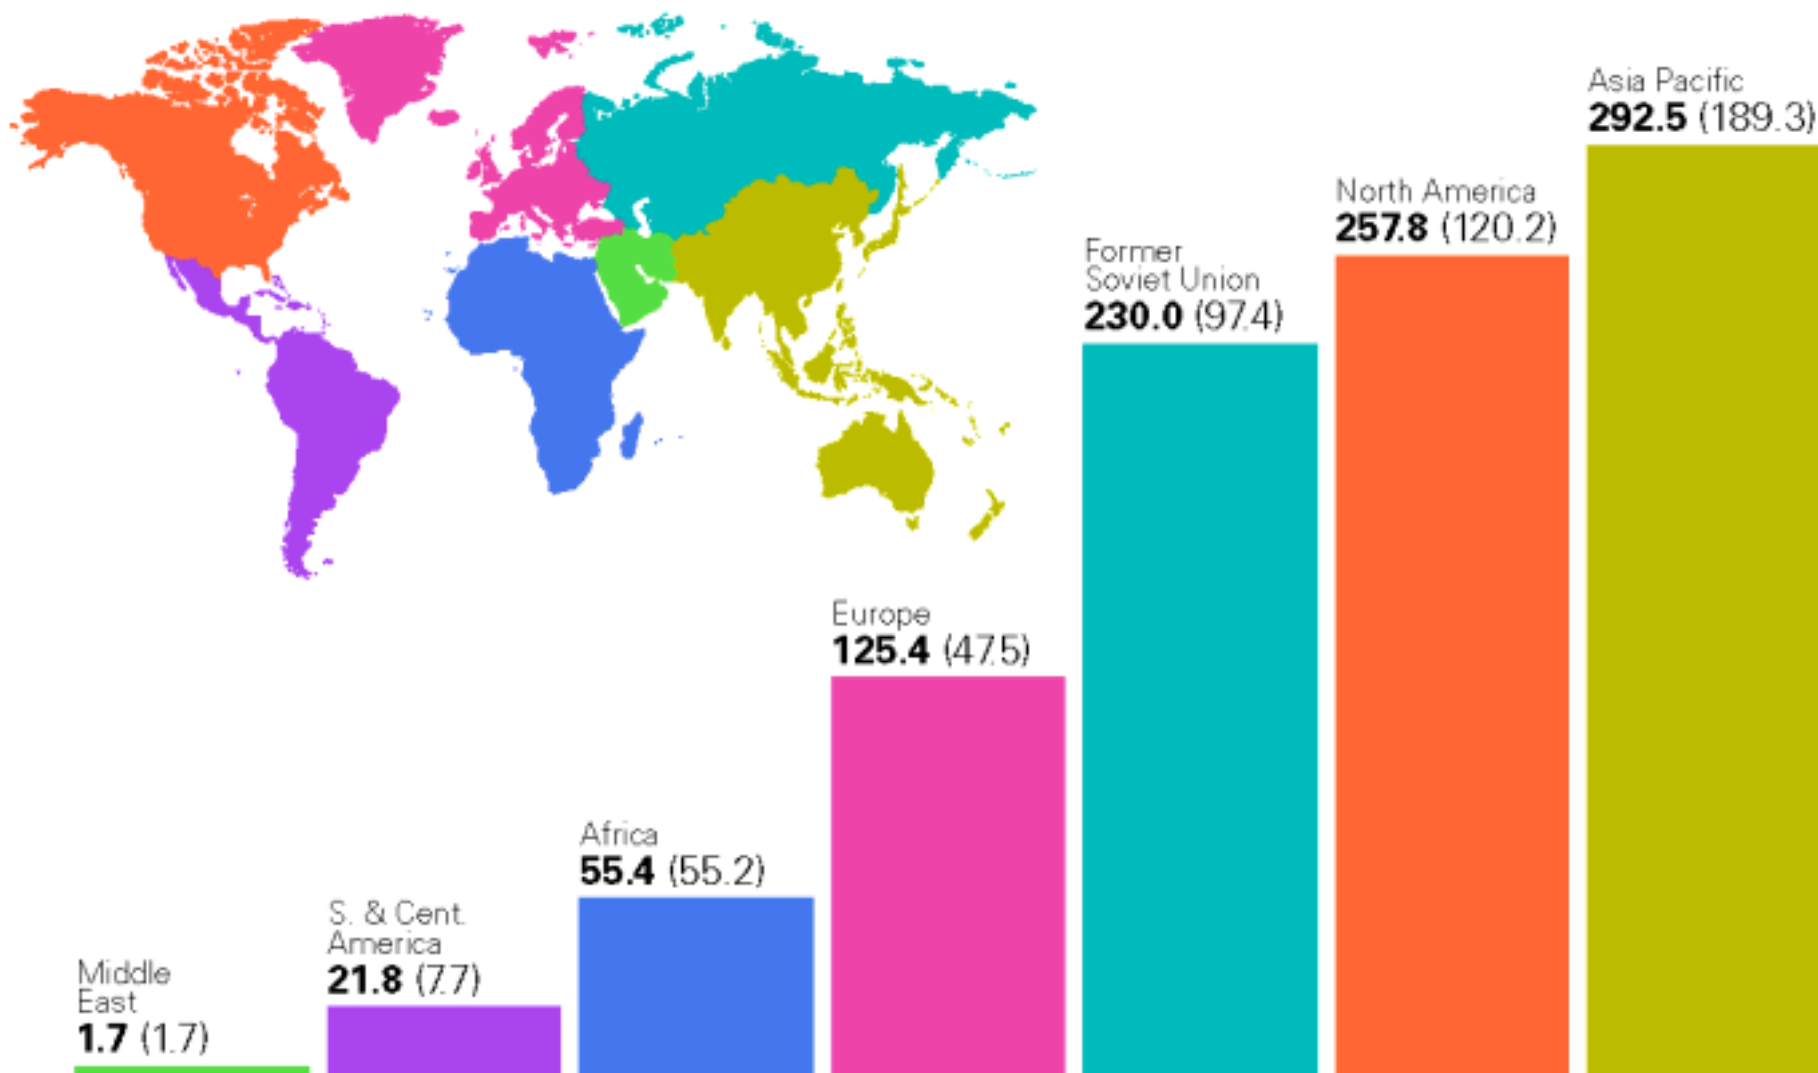 Asia Pacific
292.5 (189.3)
North America
257.8 (120.2)
Former
Soviet Union
230.0 (97.4)
Europe
125.4 (47.5)
Africa
55.4 (55.2)
S. & Cent.
America
21.8 (7.7)
Middle
East
1.7 (1.7)